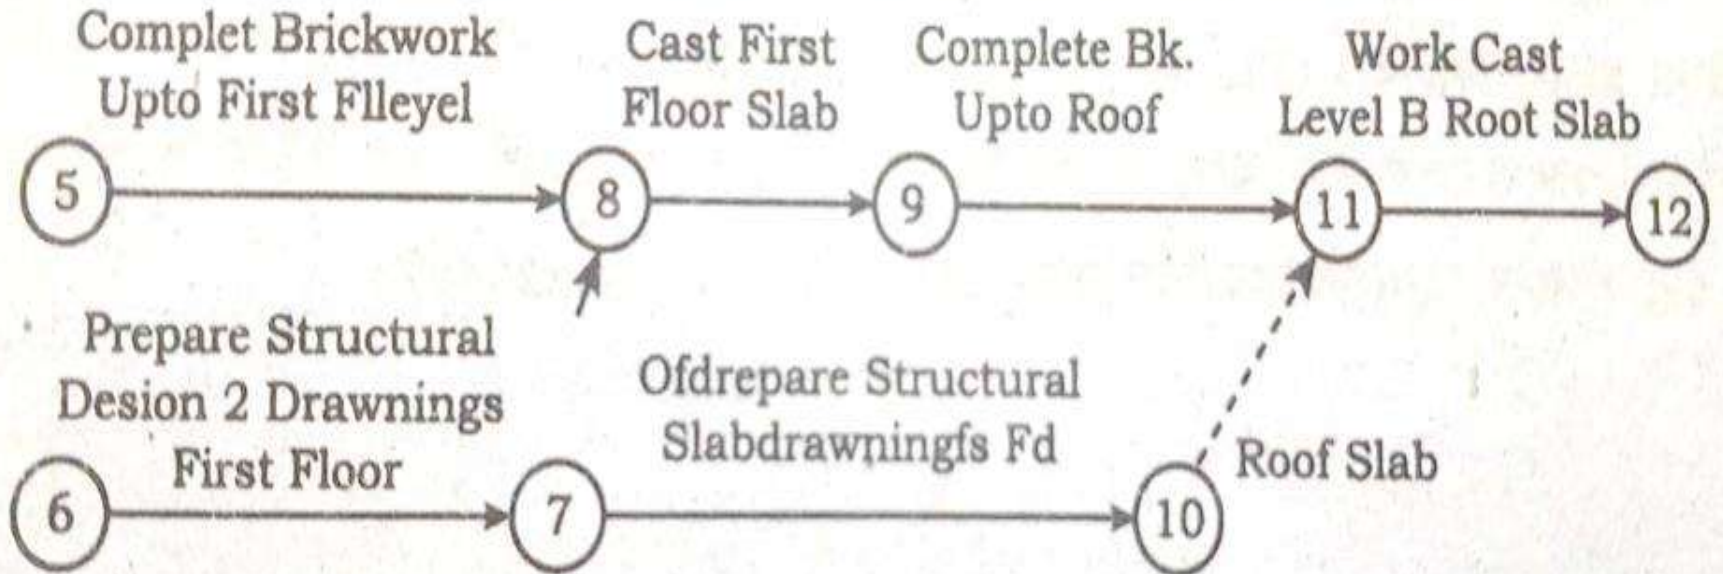 Complet Brickwork
Upto First Flleyel
Cast First
Floor Slab
Complete Bk.
Upto Roof
Work Cast
Level B Root Slab
5
8
9
11
12
Prepare Structural
Desion 2 Drawnings
First Floor
Ofdrepare Structural
Slabdrawningfs Fd
Roof Slab
6
7
10